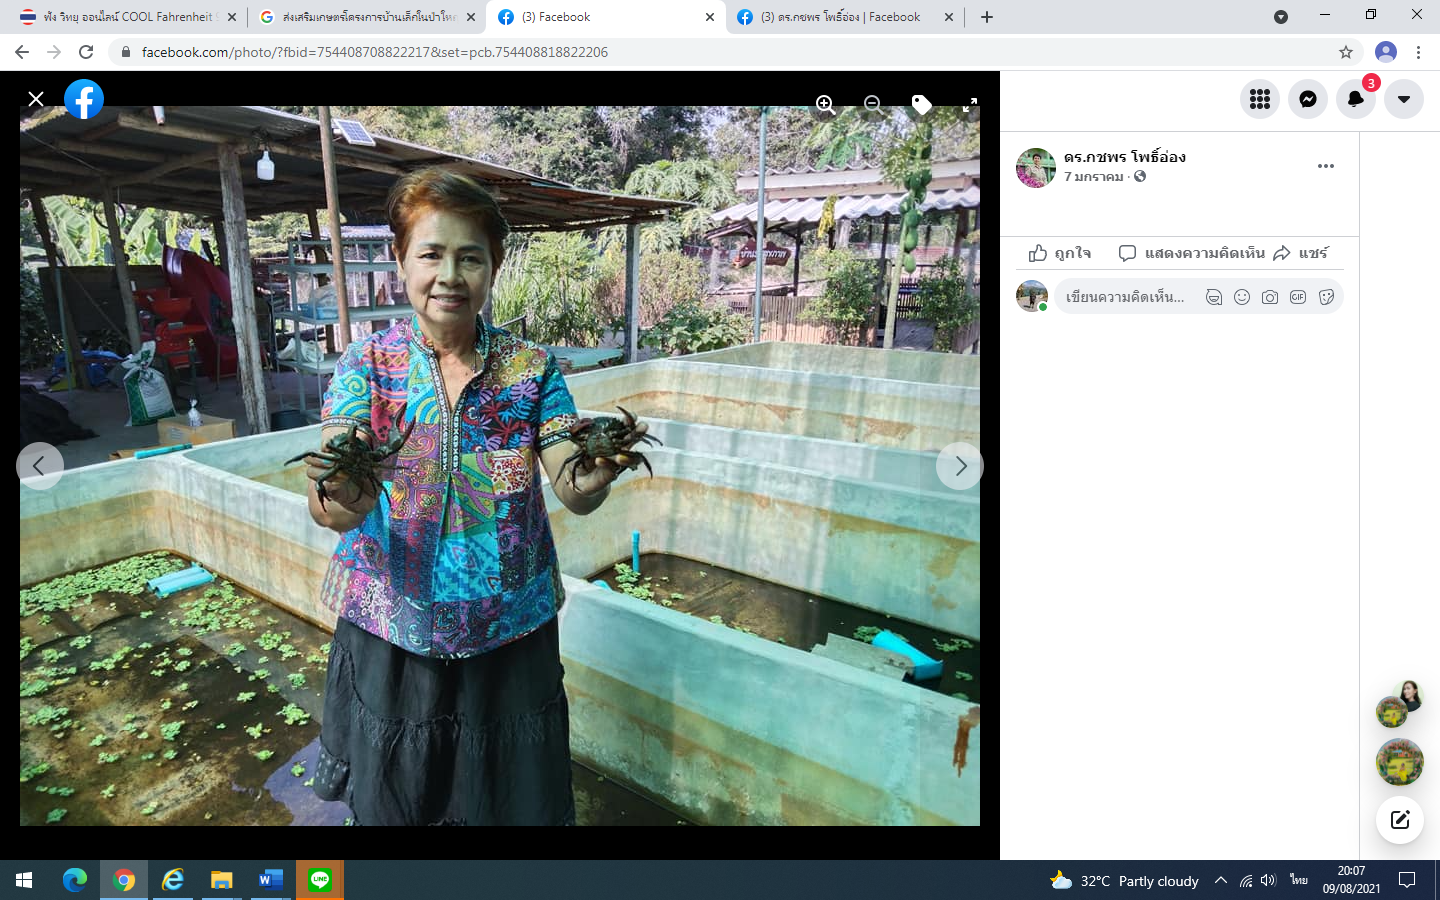 ฟัง วิทยุ ออนไลน์ COOL Fahrenheit 9
ส่งเสริมเกษตรโครงการบ้านเล็กในป่าใหญ่
(3) Facebook
(3) ดร.กชพร โพธิ์อ่อง | Facebook
facebook.com/photo/?fbid=754408708822217&set=pcb.754408818822206
3
ดร.กชพร โพธิ์อ่อง
7 มกราคม
ถูกใจ
แสดงความคิดเห็น
แชร์
เขียนความคิดเห็น...
GIF
32°C Partly cloudy
ไทย
20:07
09/08/2021